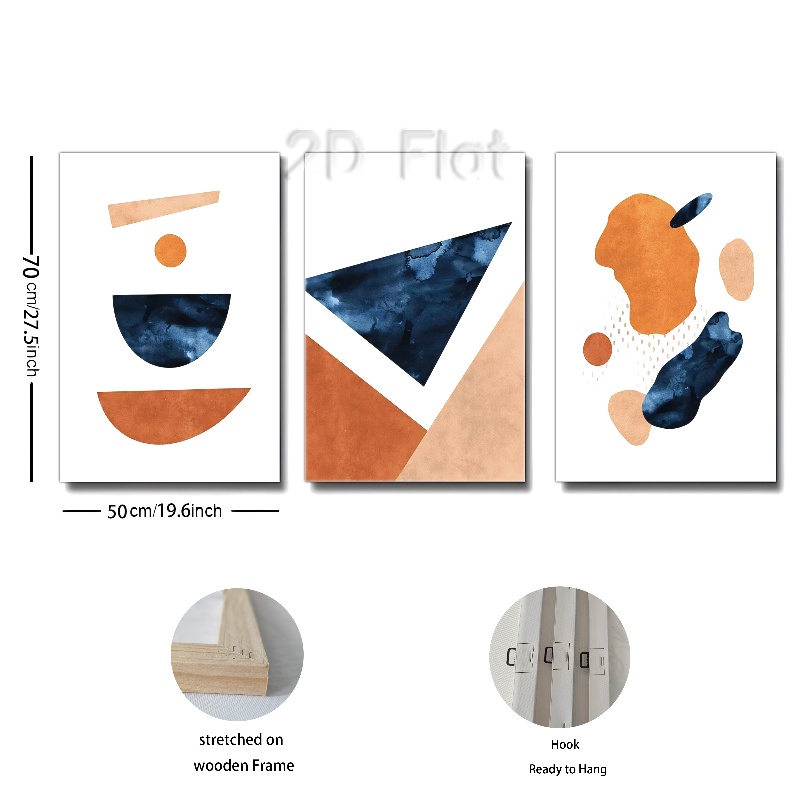 2D Flat
70 cm/27.5inch
50 cm/19.6inch
stretched on
wooden Frame
Hook
Ready to Hang